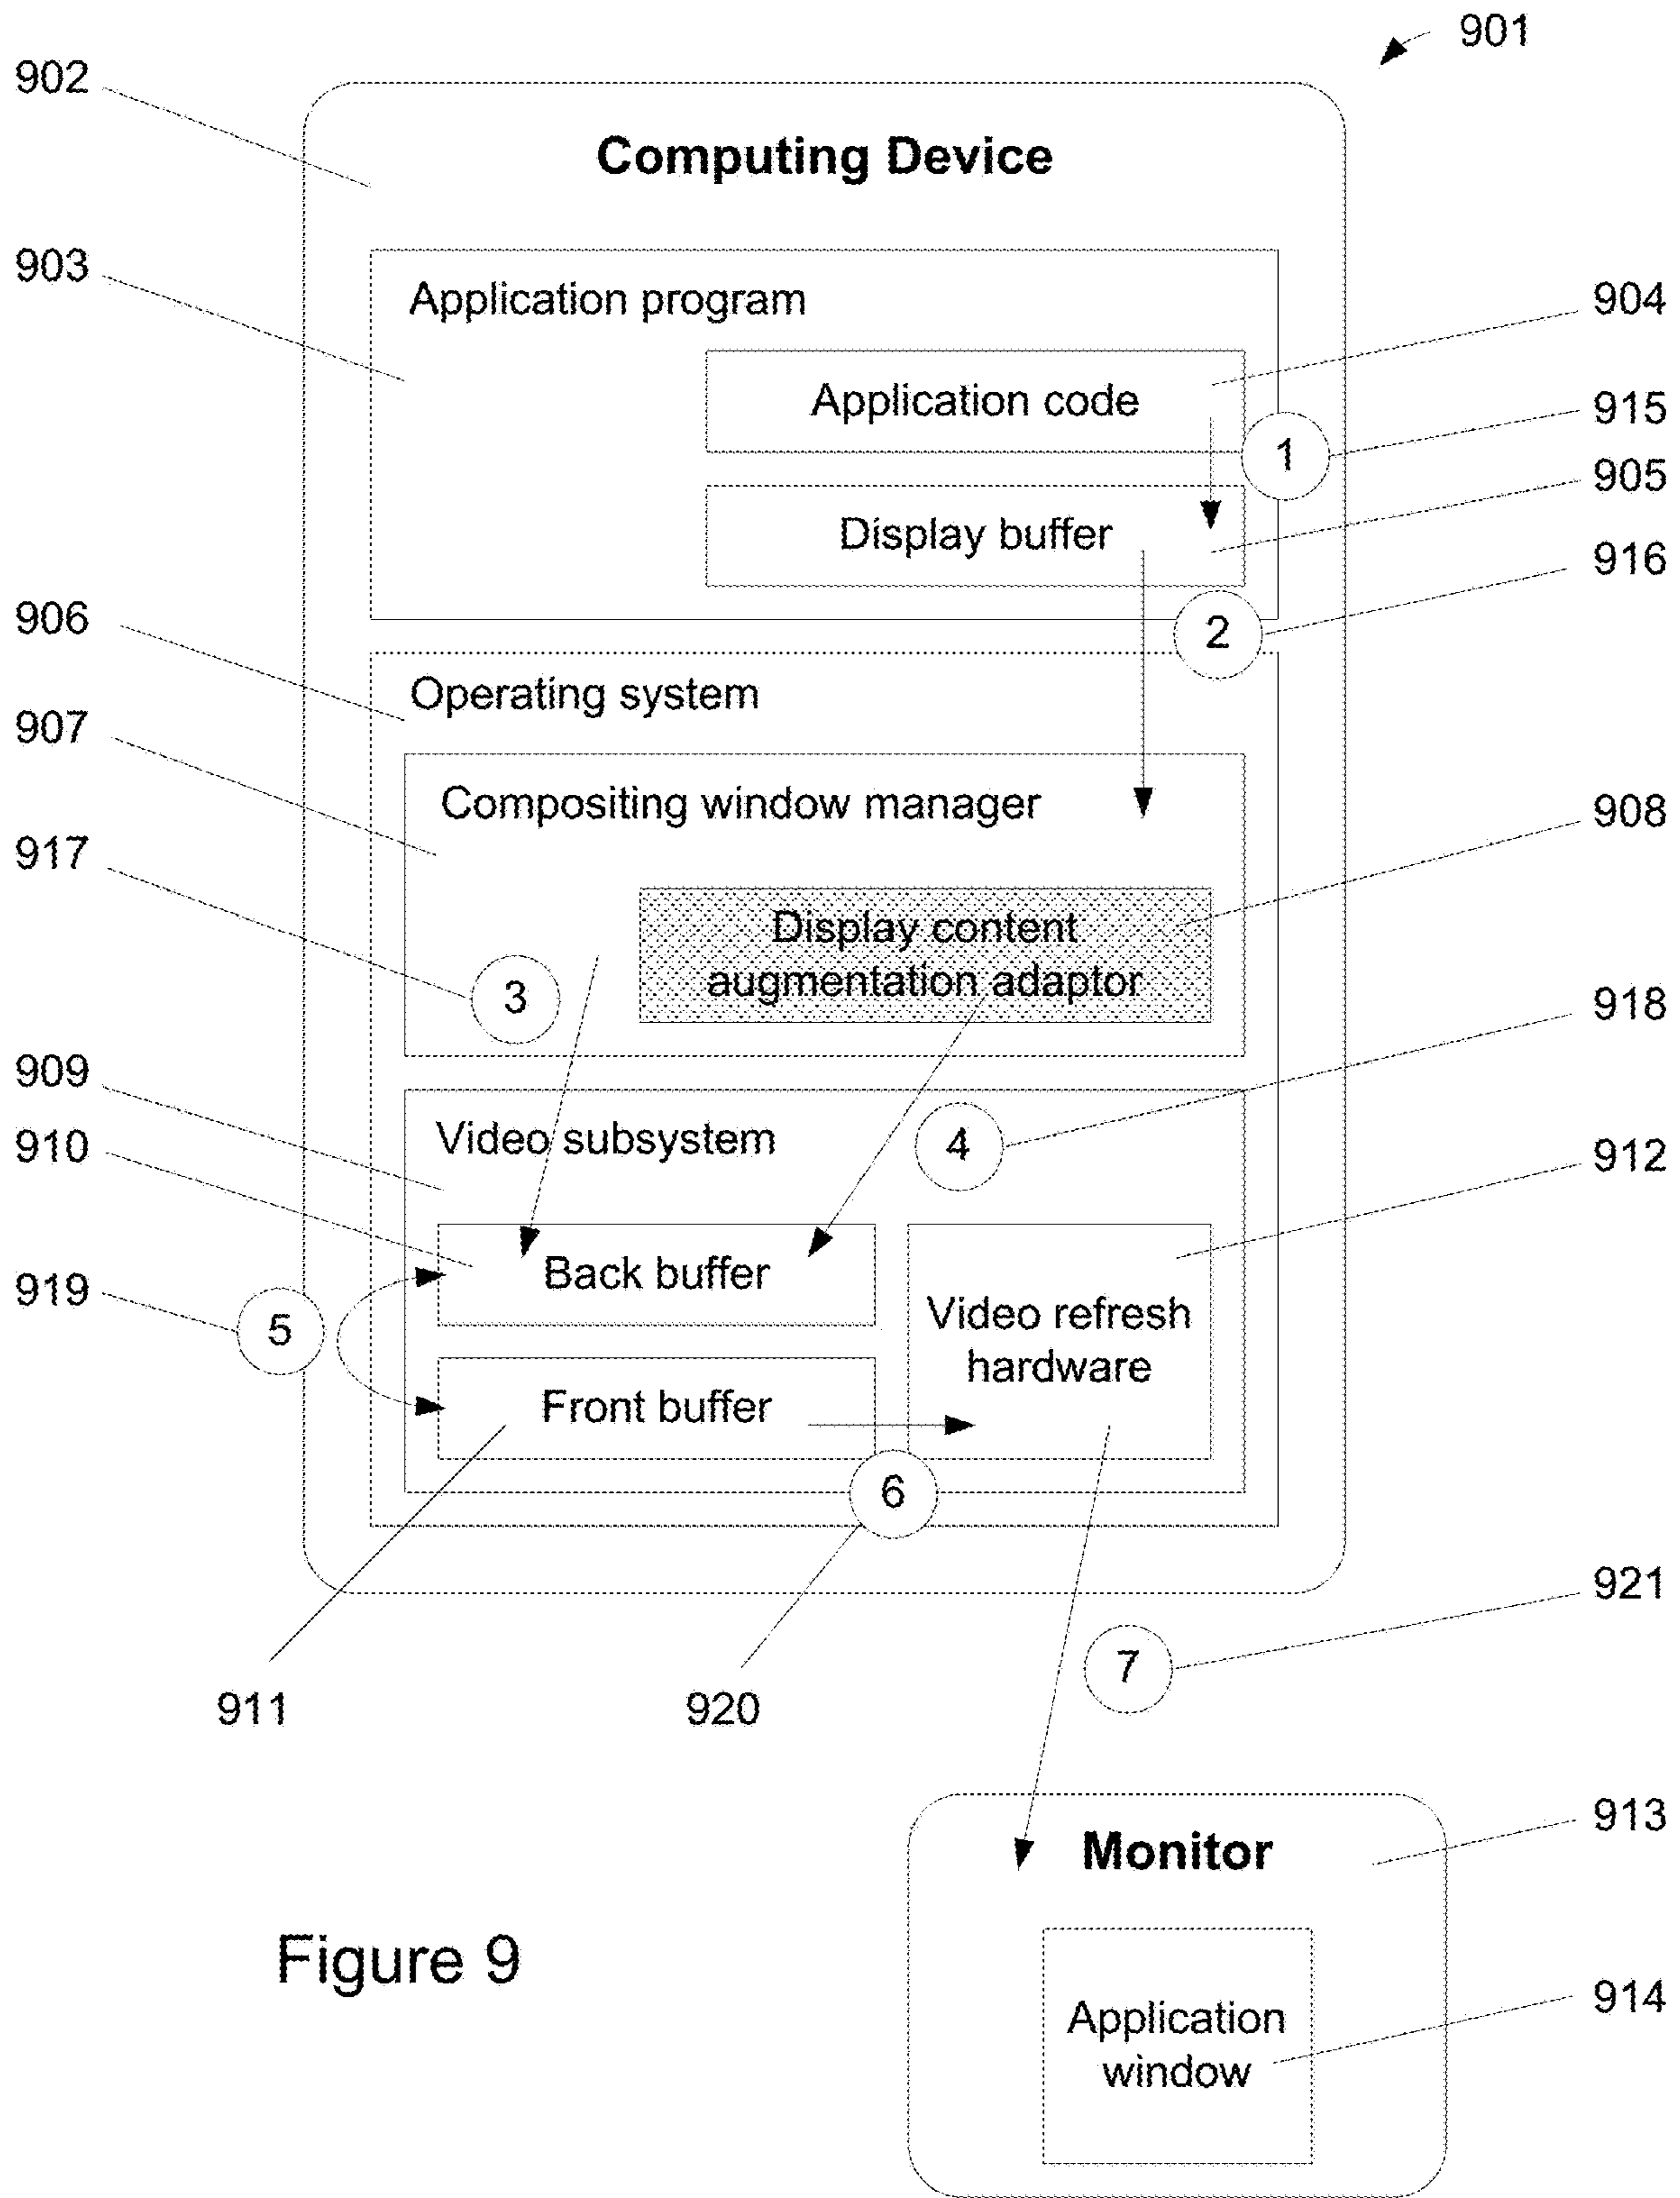 901
902
Computing Device
903
Application program
904
Application code
915
1
905
Display buffer
916
906
2
Operating system
907
Compositing window manager
908
917
Display content
augmentation adaptor
3
918
909
Video subsystem
4
910
912
Back buffer
919
5
Video refresh
hardware
Front buffer
6
921
7
911
920
913
Monitor
Figure 9
914
Application
window